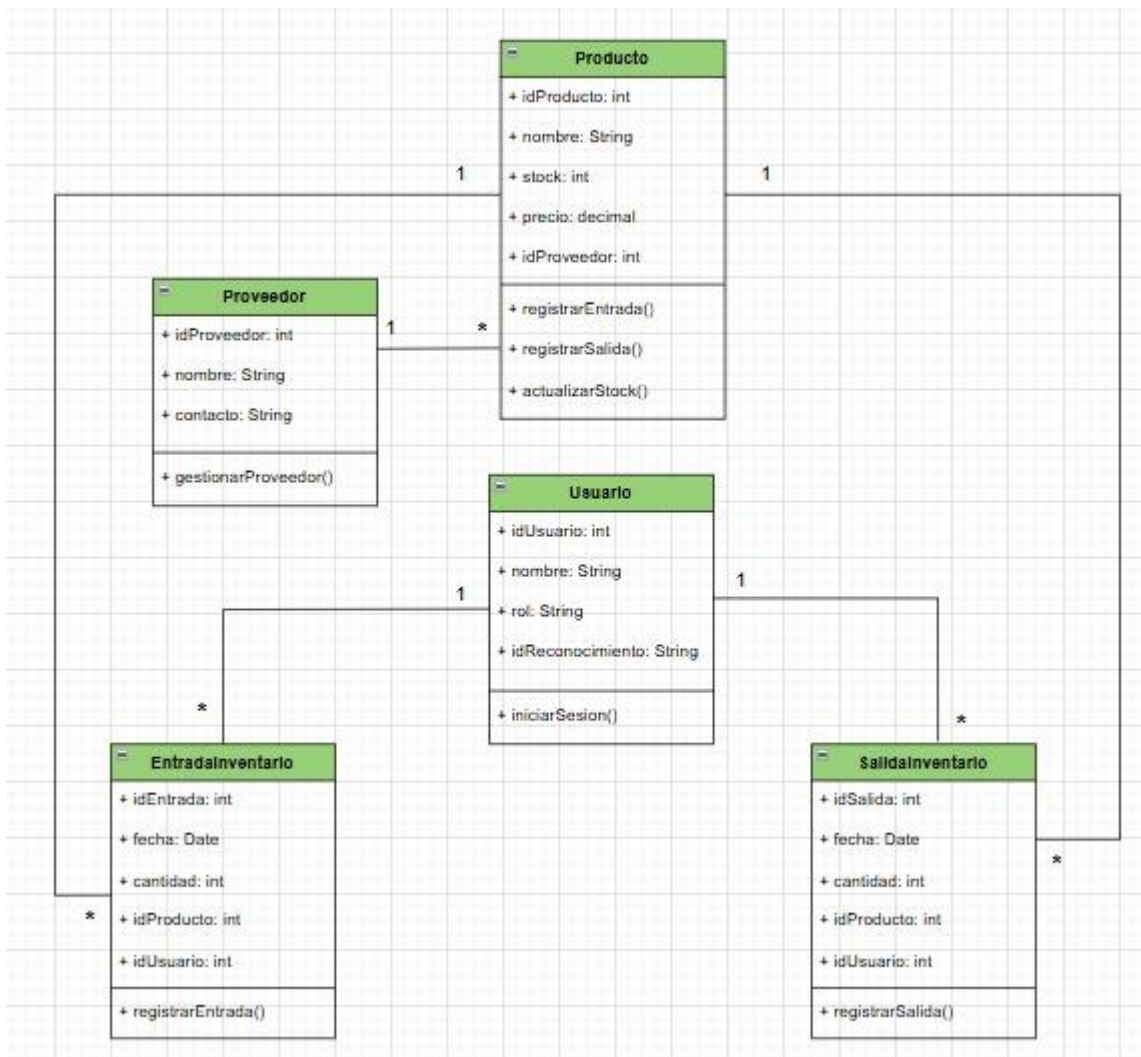 Producto
+ idProducto: int
+ nombre: String
+ stock: int
+ precio: decimal
+ idProveedor: int
+ registrarEntrada()
+ registrarSalida()
+ actualizarStock()
1
1
Proveedor
+ idProveedor: int
+ nombre: String
+ contacto: String
+ gestionarProveedor()
1
*
Usuario
+ idUsuario: int
+ nombre: String
+ rol: String
+ idReconocimiento: String
+ iniciarSesion()
1
1
*
*
EntradaInventario
+ idEntrada: int
+ fecha: Date
+ cantidad: int
+ idProducto: int
+ idUsuario: int
+ registrarEntrada()
*
SalidaInventario
+ idSalida: int
+ fecha: Date
+ cantidad: int
+ idProducto: int
+ idUsuario: int
+ registrarSalida()
*